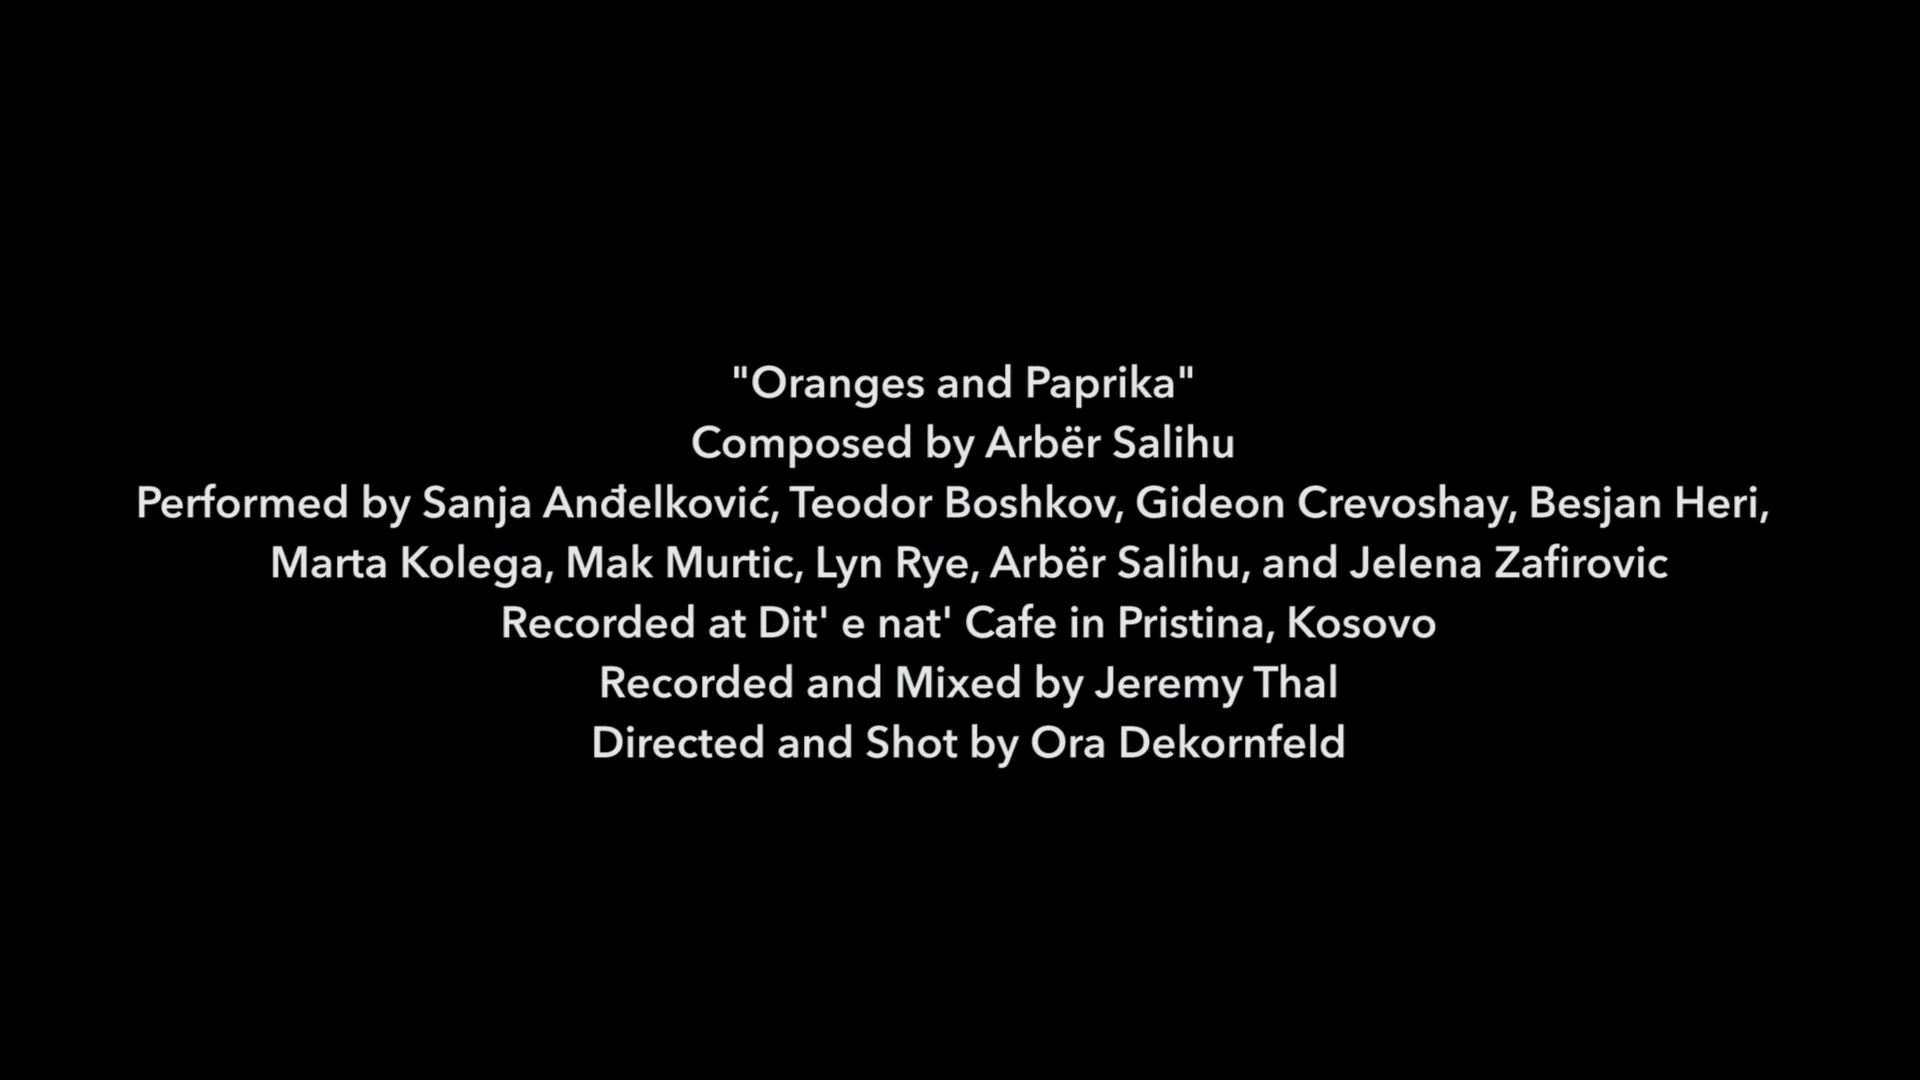 "Oranges and Paprika"
Composed by Arbër Salihu
Performed by Sanja Anđelković, Teodor Boshkov, Gideon Crevoshay, Besjan Heri,
Marta Kolega, Mak Murtic, Lyn Rye, Arbër Salihu, and Jelena Zafirovic
Recorded at Dit' e nat' Cafe in Pristina, Kosovo
Recorded and Mixed by Jeremy Thal
Directed and Shot by Ora Dekornfeld